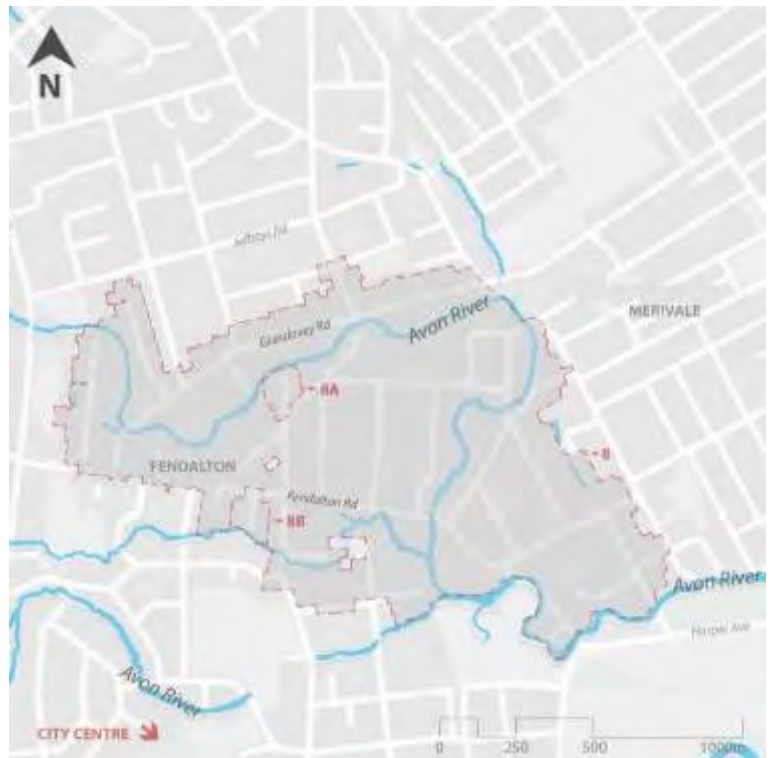 N
Jeffreys Rd
MERIVALE
Avon River
Glandovey Rd
8A
8
FENDALTON
Fendalton Rd
8B
Avon River
Harper Ave
Avon River
CITY CENTRE
0
250
500
1000m